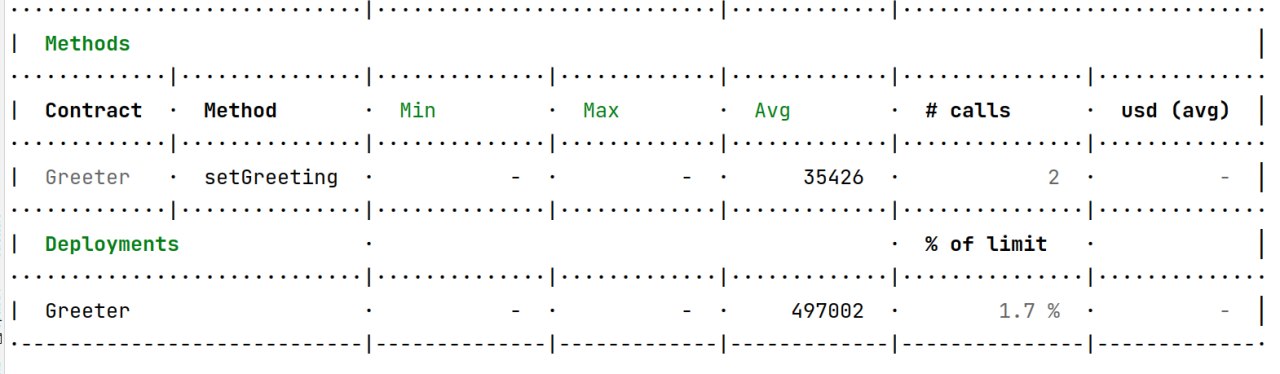 Methods
Contract · Method · Min · Max · Avg · # calls · usd (avg)
Greeter · setGreeting · - · - · 35426 · 2 · -
Deployments · · % of limit ·
Greeter · - · - · 497002 · 1.7 % · -